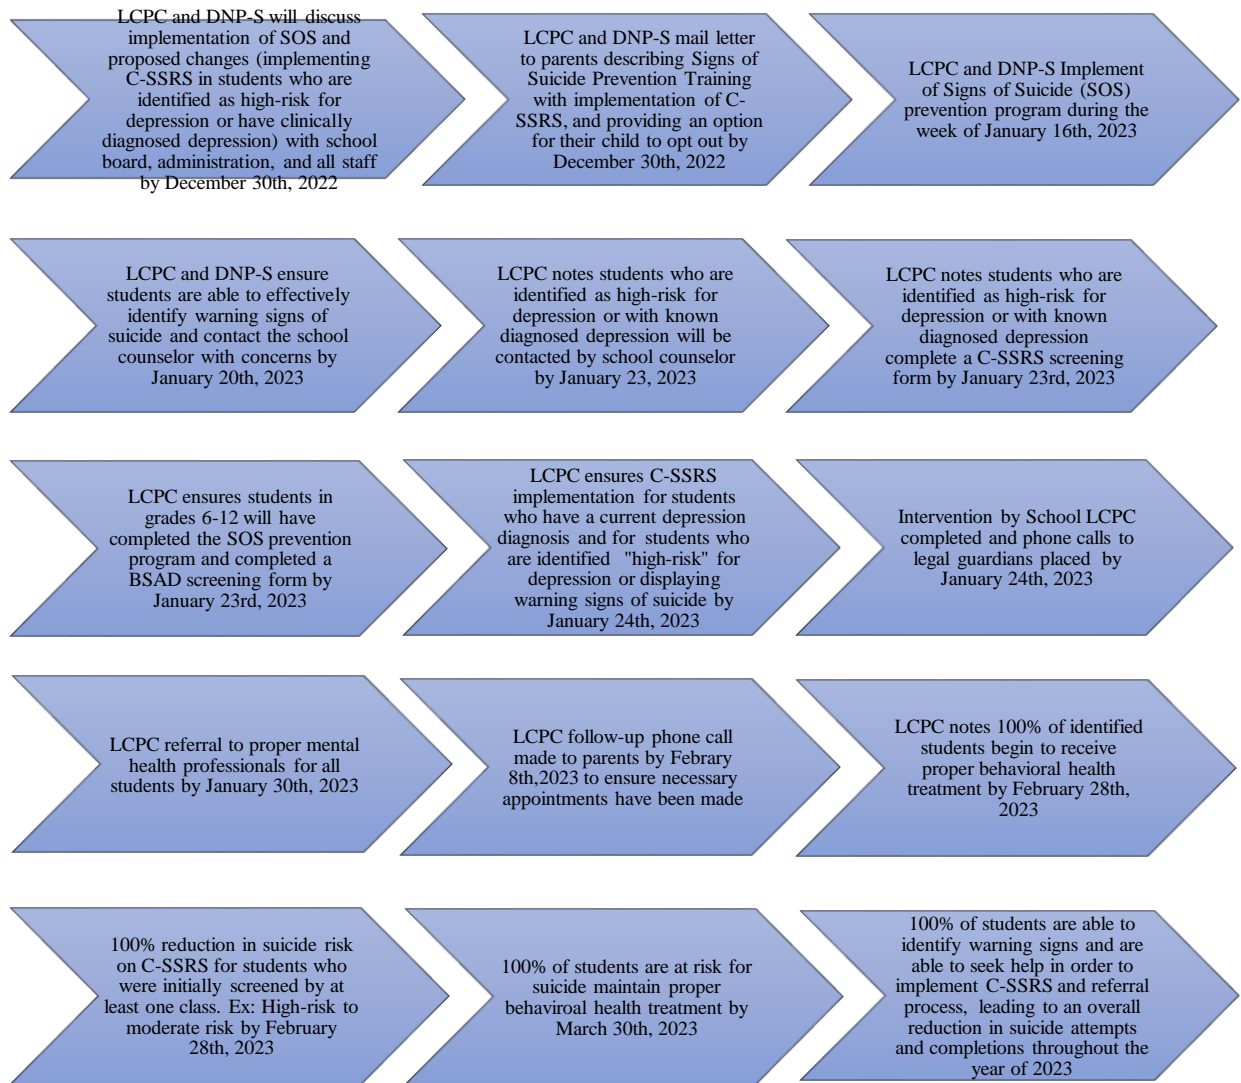 LCPC and DNP-S will discuss
implementation of SOS and
proposed changes (implementing
C-SSRS in students who are
identified as high-risk for
depression or have clinically
diagnosed depression) with school
board, administration, and all staff
by December 30th, 2022
LCPC and DNP-S mail letter
to parents describing Signs of
Suicide Prevention Training
with implementation of C-
SSRS, and providing an option
for their child to opt out by
December 30th, 2022
LCPC and DNP-S Implement
of Signs of Suicide (SOS)
prevention program during the
week of January 16th, 2023
LCPC and DNP-S ensure
students are able to effectively
identify warning signs of
suicide and contact the school
counselor with concerns by
January 20th, 2023
LCPC notes students who are
identified as high-risk for
depression or with known
diagnosed depression will be
contacted by school counselor
by January 23, 2023
LCPC notes students who are
identified as high-risk for
depression or with known
diagnosed depression
complete a C-SSRS screening
form by January 23rd, 2023
LCPC ensures students in
grades 6-12 will have
completed the SOS prevention
program and completed a
BSAD screening form by
January 23rd, 2023
LCPC ensures C-SSRS
implementation for students
who have a current depression
diagnosis and for students who
are identified "high-risk" for
depression or displaying
warning signs of suicide by
January 24th, 2023
Intervention by School LCPC
completed and phone calls to
legal guardians placed by
January 24th, 2023
LCPC referral to proper mental
health professionals for all
students by January 30th, 2023
LCPC follow-up phone call
made to parents by Febrary
8th,2023 to ensure necessary
appointments have been made
LCPC notes 100% of identified
students begin to receive
proper behavioral health
treatment by February 28th,
2023
100% reduction in suicide risk
on C-SSRS for students who
were initially screened by at
least one class. Ex: High-risk to
moderate risk by February
28th, 2023
100% of students are at risk for
suicide maintain proper
behaviroal health treatment by
March 30th, 2023
100% of students are able to
identify warning signs and are
able to seek help in order to
implement C-SSRS and referral
process, leading to an overall
reduction in suicide attempts
and completions throughout the
year of 2023